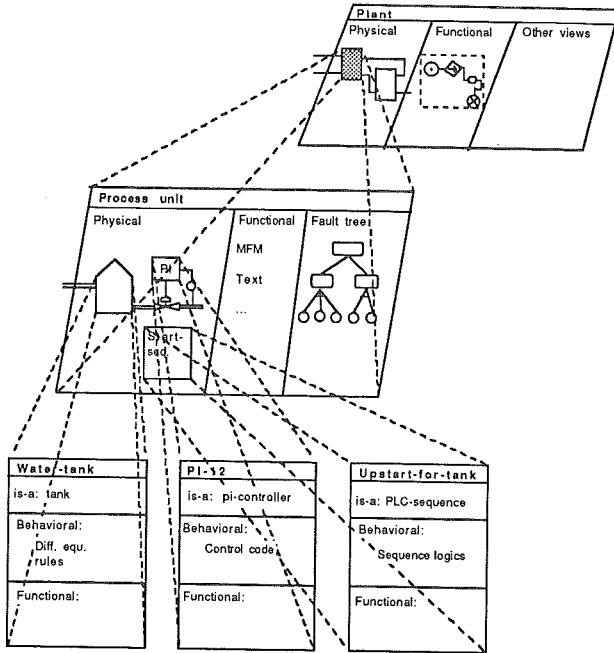 Plant
Physical
Functional
Other views
Process unit
Physical
Functional
Fault tree
MFM
Text
...
PI
Start-
seq.
Water-tank
is-a: tank
Behavioral:
Diff. equ.
rules
Functional:
PI-12
is-a: pi-controller
Behavioral:
Control code
Functional:
Upstart-for-tank
is-a: PLC-sequence
Behavioral:
Sequence logics
Functional: